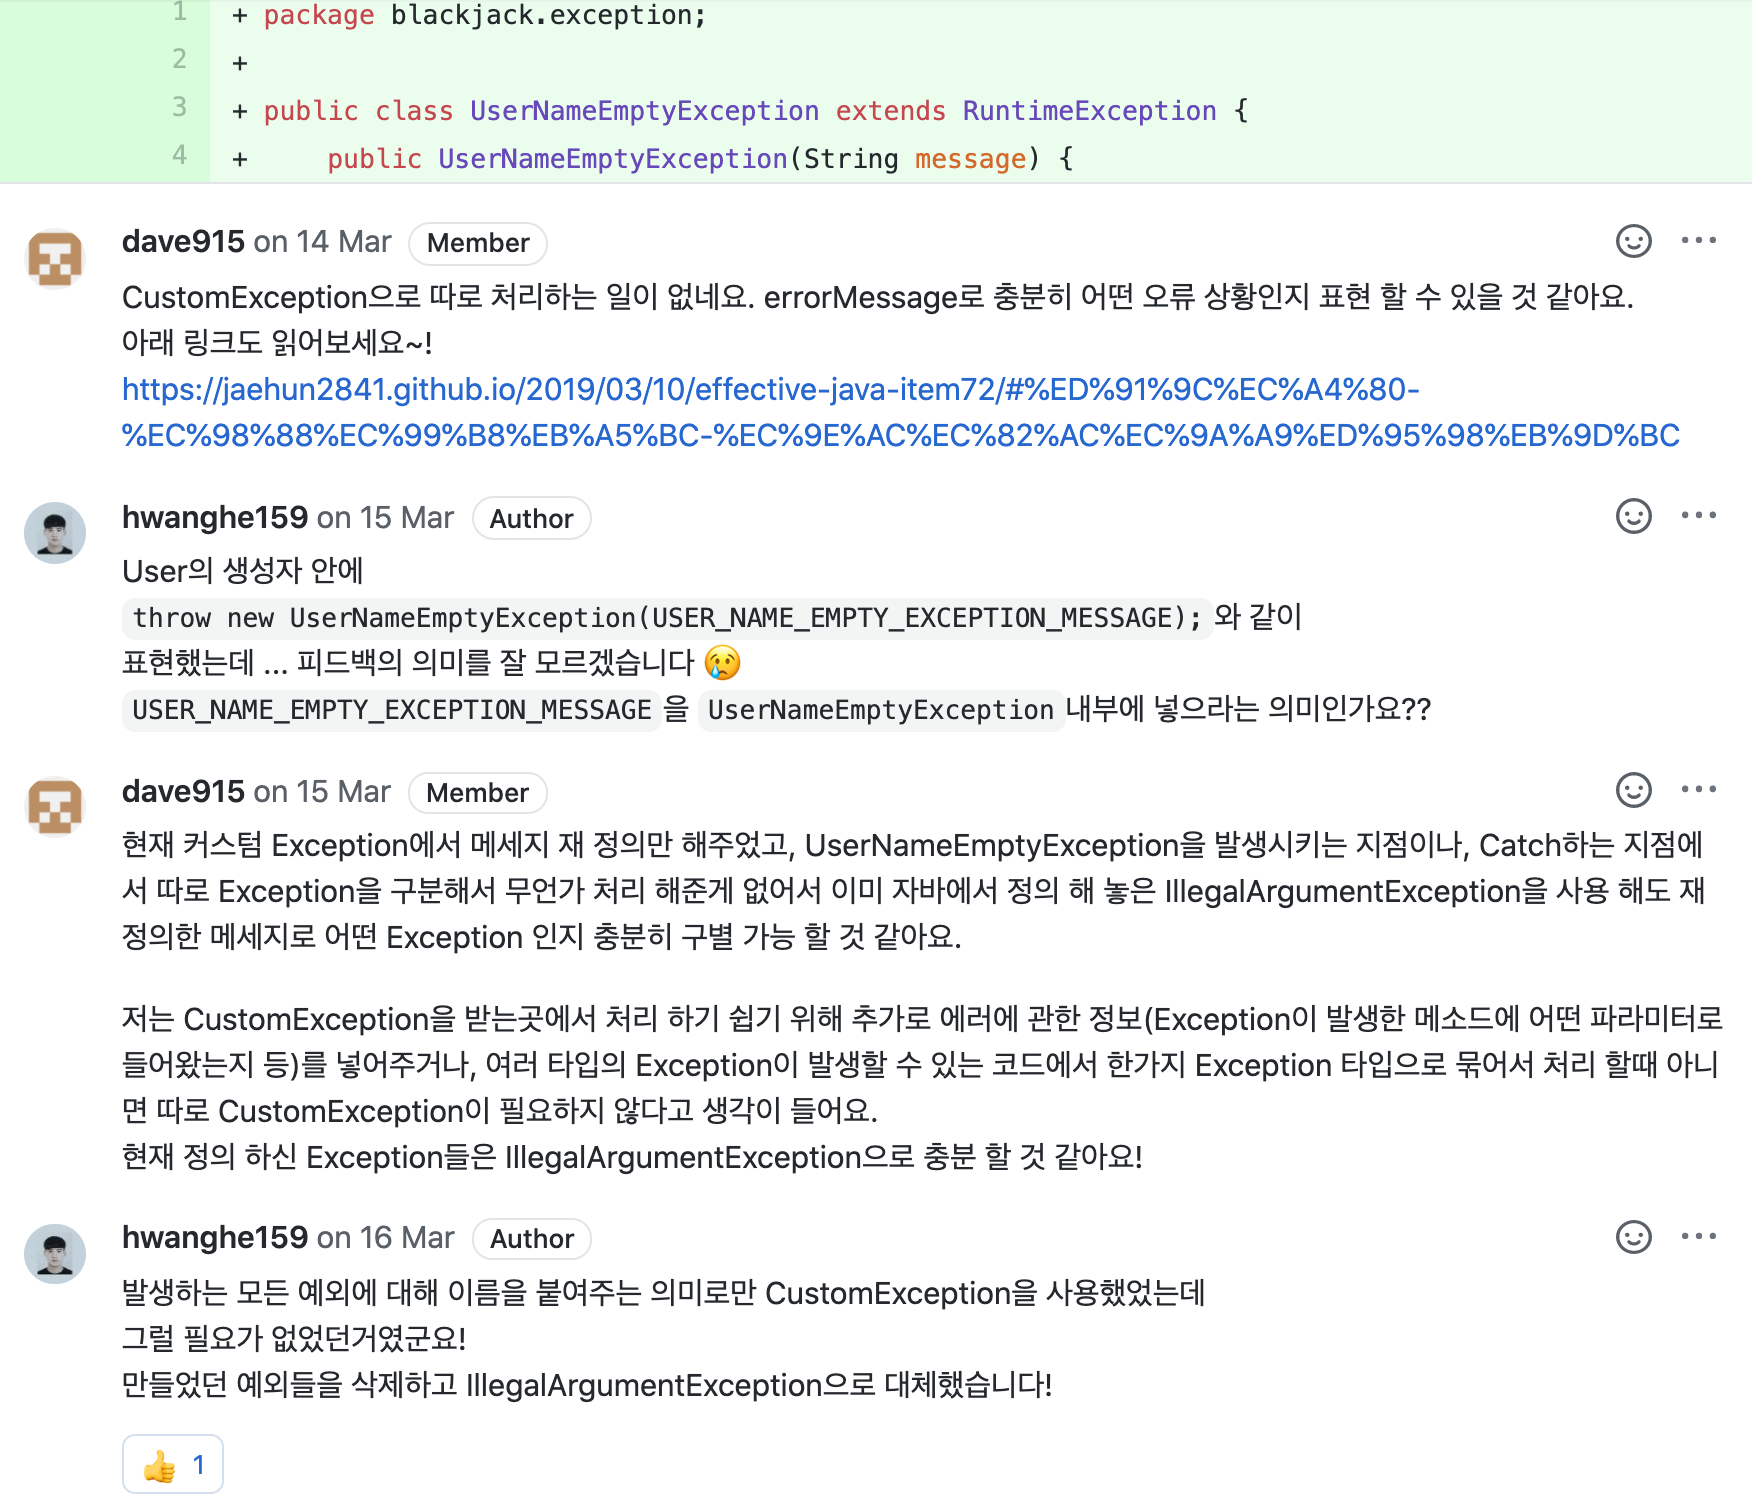 1 + package blackjack.exception;
2 +
3 + public class UserNameEmptyException extends RuntimeException {
4 + public UserNameEmptyException(String message) {
dave915 on 14 Mar Member
CustomException으로 따로 처리하는 일이 없네요. errorMessage로 충분히 어떤 오류 상황인지 표현 할 수 있을 것 같아요.
아래 링크도 읽어보세요~!
https://jaehun2841.github.io/2019/03/10/effective-java-item72/#%ED%91%9C%EC%A4%80-
%EC%98%88%EC%99%B8%EB%A5%BC-%EC%9E%AC%EC%82%AC%EC%9A%A9%ED%95%98%EB%9D%BC
hwanghe159 on 15 Mar Author
User의 생성자 안에
throw new UserNameEmptyException(USER_NAME_EMPTY_EXCEPTION_MESSAGE); 와 같이
표현했는데 ... 피드백의 의미를 잘 모르겠습니다 😢
USER_NAME_EMPTY_EXCEPTION_MESSAGE 을 UserNameEmptyException 내부에 넣으라는 의미인가요??
dave915 on 15 Mar Member
현재 커스텀 Exception에서 메세지 재 정의만 해주었고, UserNameEmptyException을 발생시키는 지점이나, Catch하는 지점에
서 따로 Exception을 구분해서 무언가 처리 해준게 없어서 이미 자바에서 정의 해 놓은 IllegalArgumentException을 사용 해도 재
정의한 메세지로 어떤 Exception 인지 충분히 구별 가능 할 것 같아요.
저는 CustomException을 받는곳에서 처리 하기 쉽기 위해 추가로 에러에 관한 정보(Exception이 발생한 메소드에 어떤 파라미터로
들어왔는지 등)를 넣어주거나, 여러 타입의 Exception이 발생할 수 있는 코드에서 한가지 Exception 타입으로 묶어서 처리 할때 아니
면 따로 CustomException이 필요하지 않다고 생각이 들어요.
현재 정의 하신 Exception들은 IllegalArgumentException으로 충분 할 것 같아요!
hwanghe159 on 16 Mar Author
발생하는 모든 예외에 대해 이름을 붙여주는 의미로만 CustomException을 사용했었는데
그럴 필요가 없었던거였군요!
만들었던 예외들을 삭제하고 IllegalArgumentException으로 대체했습니다!
👍 1